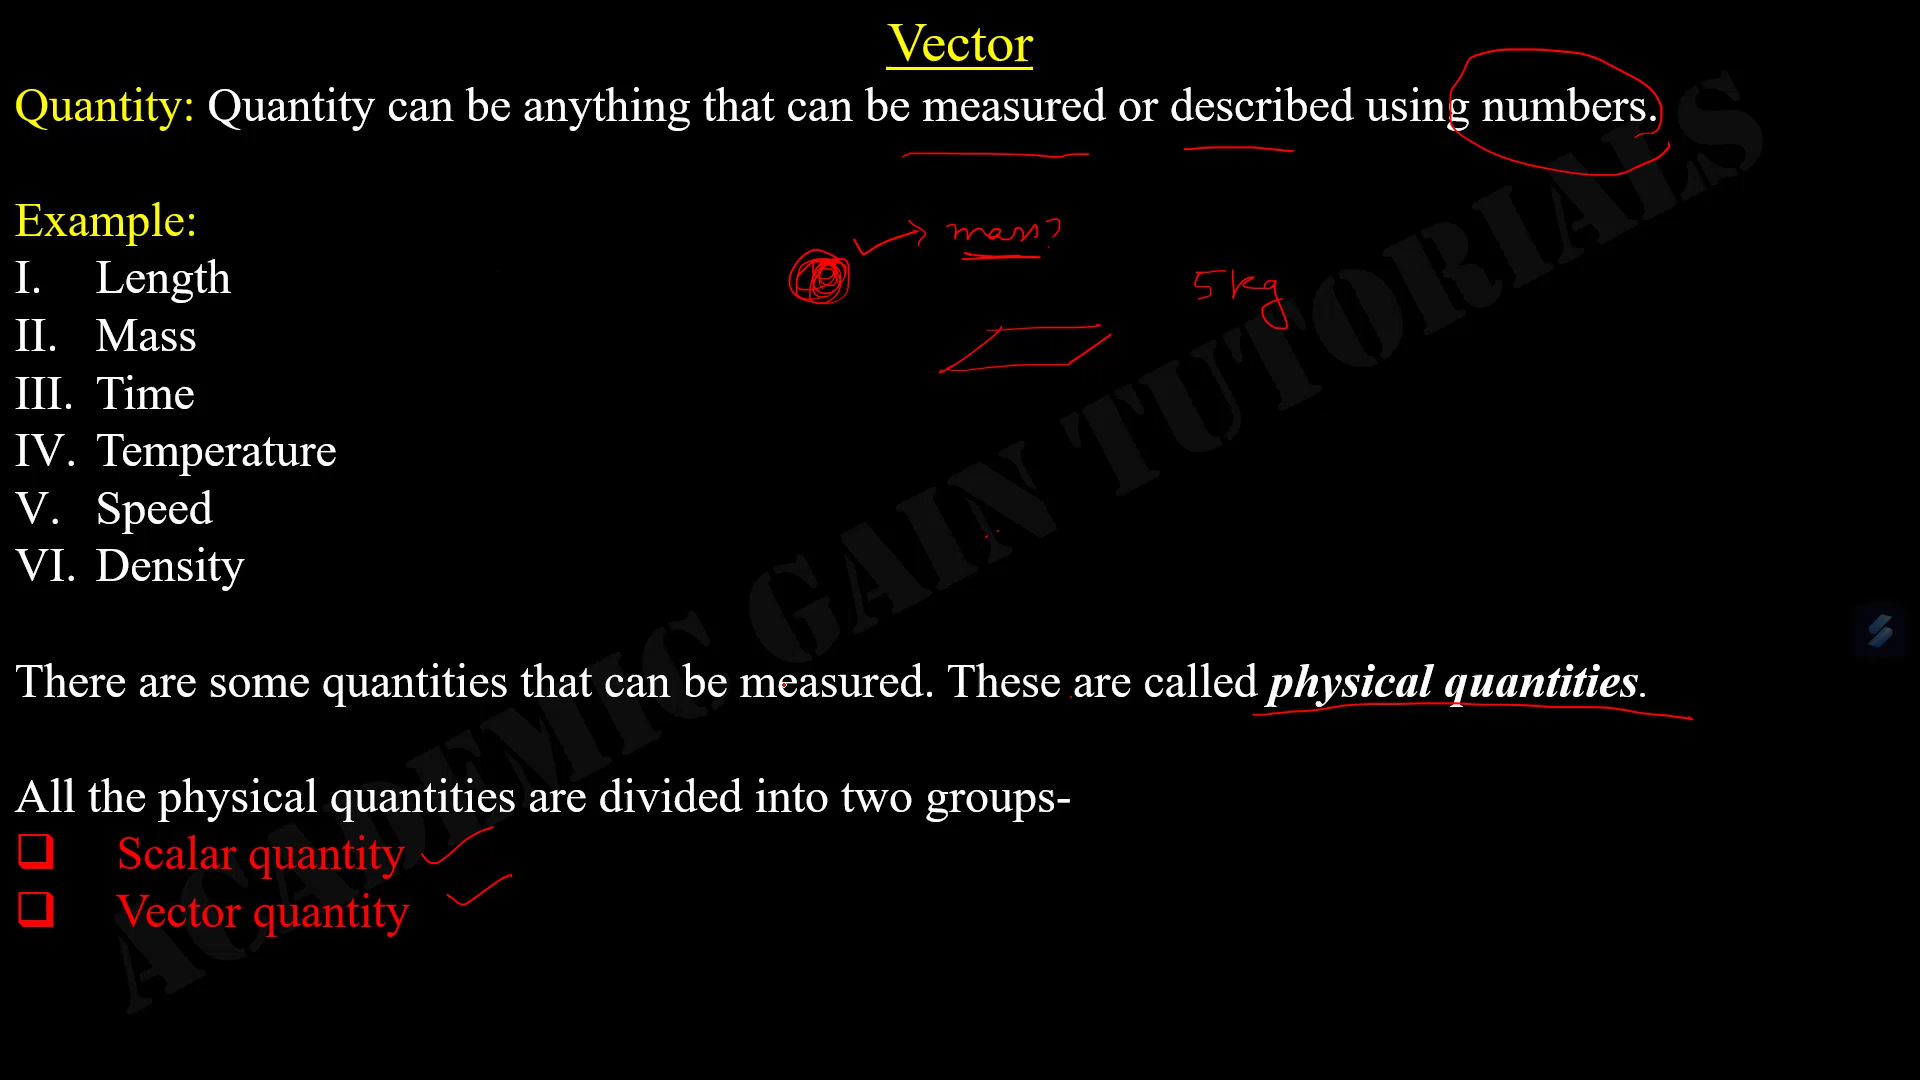 Vector
Quantity: Quantity can be anything that can be measured or described using numbers.
Example:
mass?
I. Length
5kg
II. Mass
III. Time
IV. Temperature
V. Speed
VI. Density
There are some quantities that can be measured. These are called physical quantities.
All the physical quantities are divided into two groups-
Scalar quantity
Vector quantity
ACADEMIC GAIN TUTORIALS